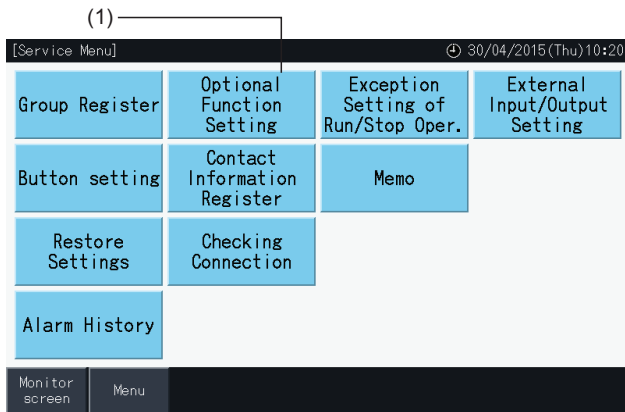 (1)
[Service Menu] 30/04/2015(Thu)10:20
Group Register
Optional
Function
Setting
Exception
Setting of
Run/Stop Oper.
External
Input/Output
Setting
Button setting
Contact
Information
Register
Memo
Restore
Settings
Checking
Connection
Alarm History
Monitor
screen
Menu